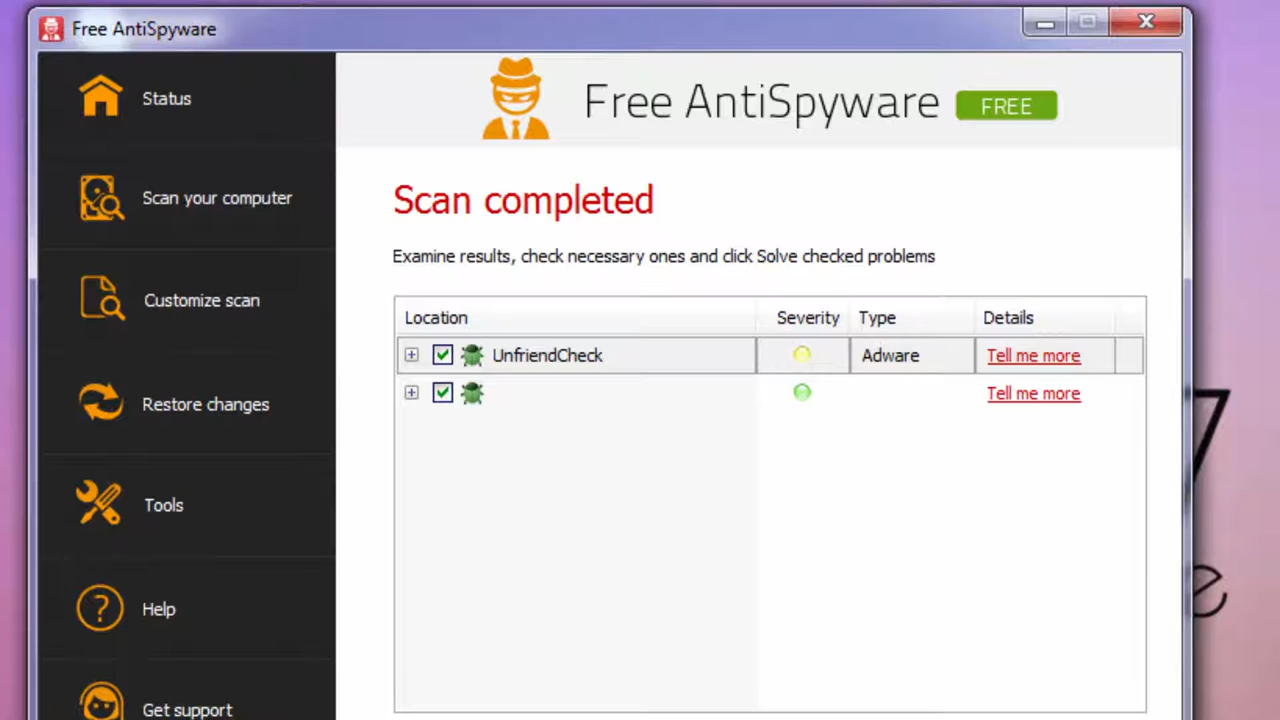 Free AntiSpyware
Status
Scan your computer
Customize scan
Restore changes
Tools
Help
Get support
Free AntiSpyware FREE
Scan completed
Examine results, check necessary ones and click Solve checked problems
Location Severity Type Details
UnfriendCheck Adware Tell me more
Tell me more
7
e